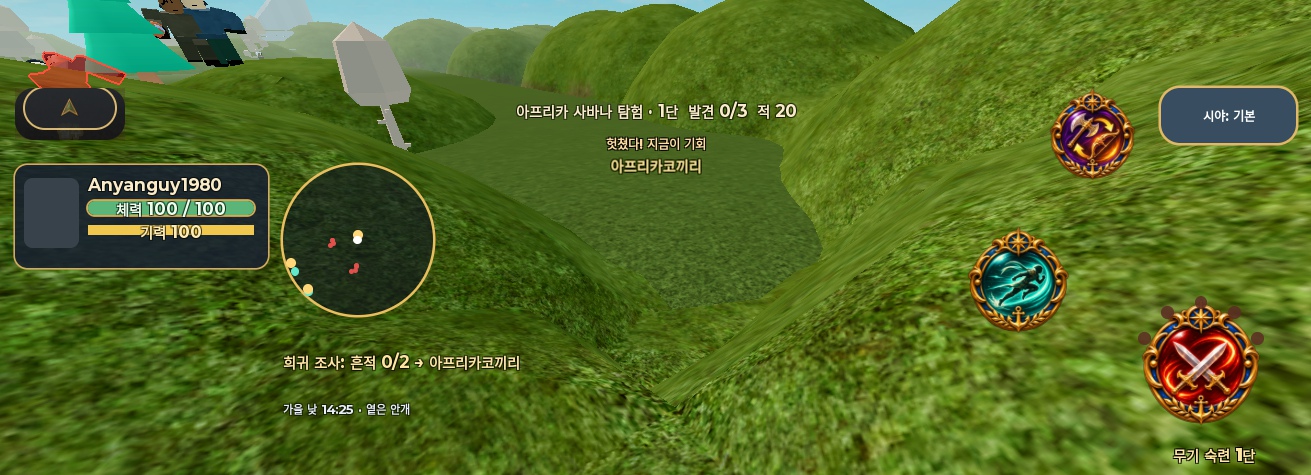 아프리카 사바나 탐험 · 1단 발견 0/3 적 20
헛쳤다! 지금이 기회
아프리카코끼리
시야: 기본
Anyanguy1980
체력 100 / 100
기력 100
희귀 조사: 흔적 0/2 → 아프리카코끼리
가을 낮 14:25 · 옅은 안개
무기 숙련 1단